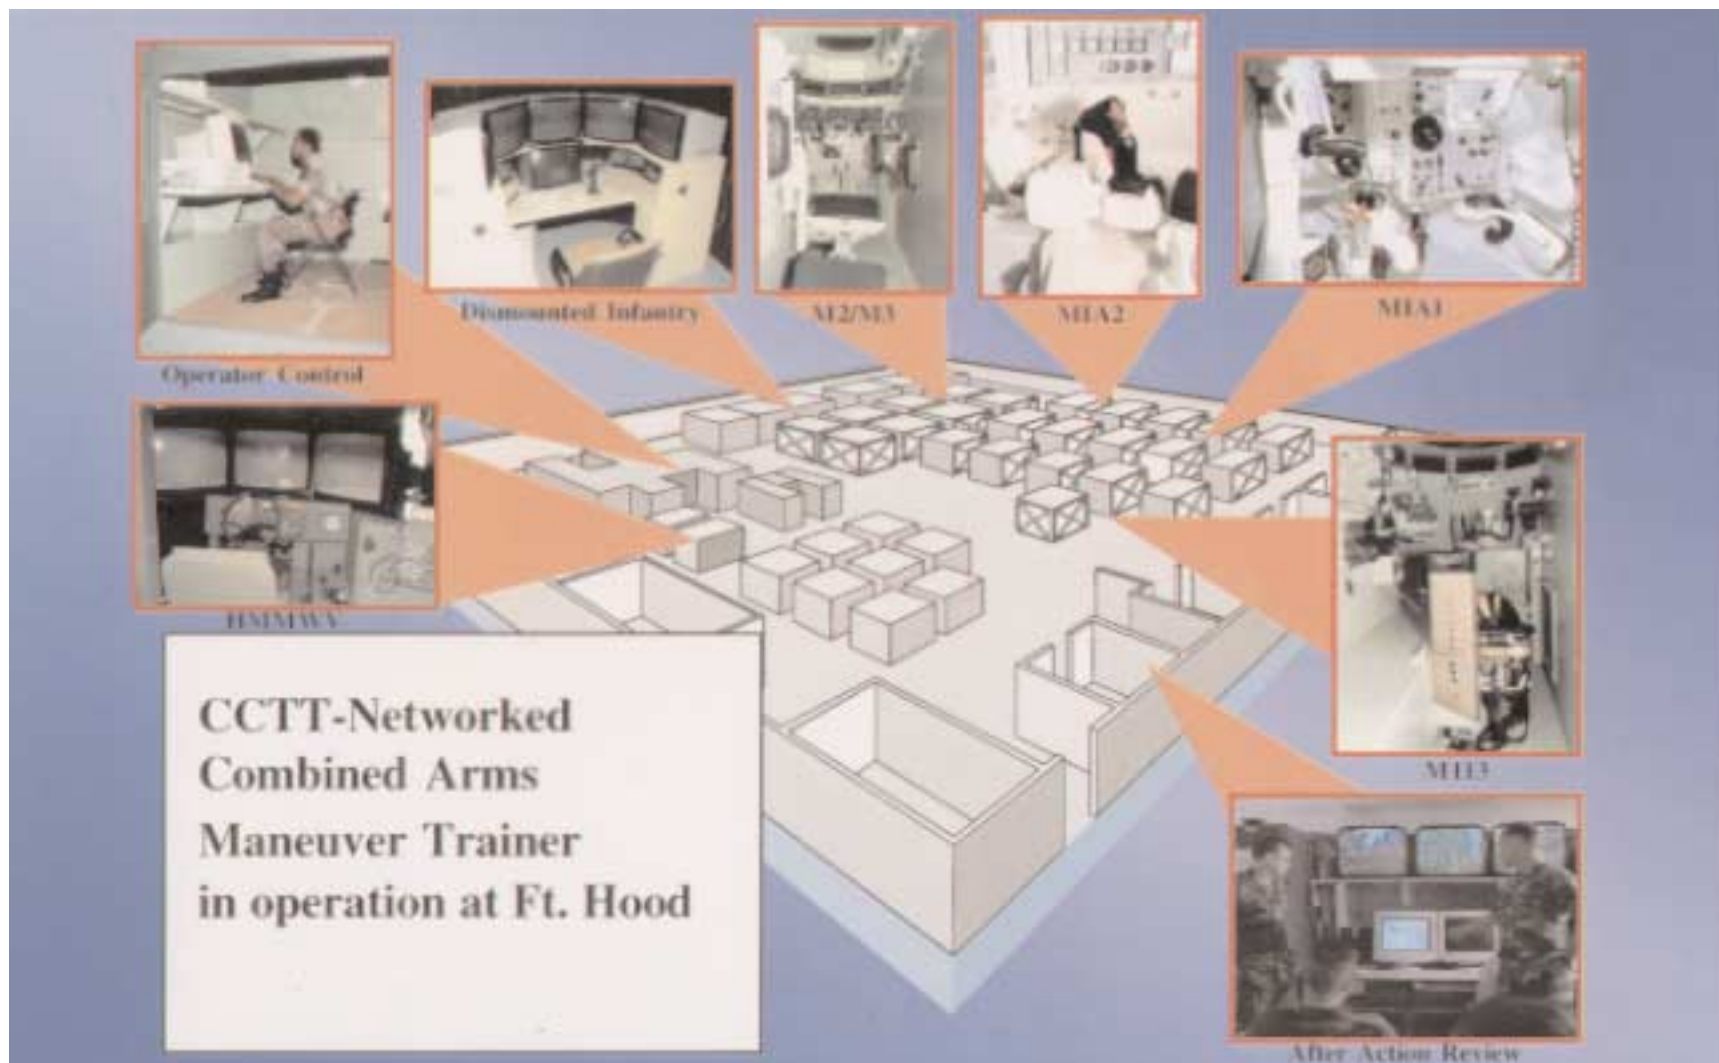 Dismounted Infantry
M2/M3
M1A2
M1A1
Operator Control
HMMWV
M113
After Action Review
CCTT-Networked
Combined Arms
Maneuver Trainer
in operation at Ft. Hood